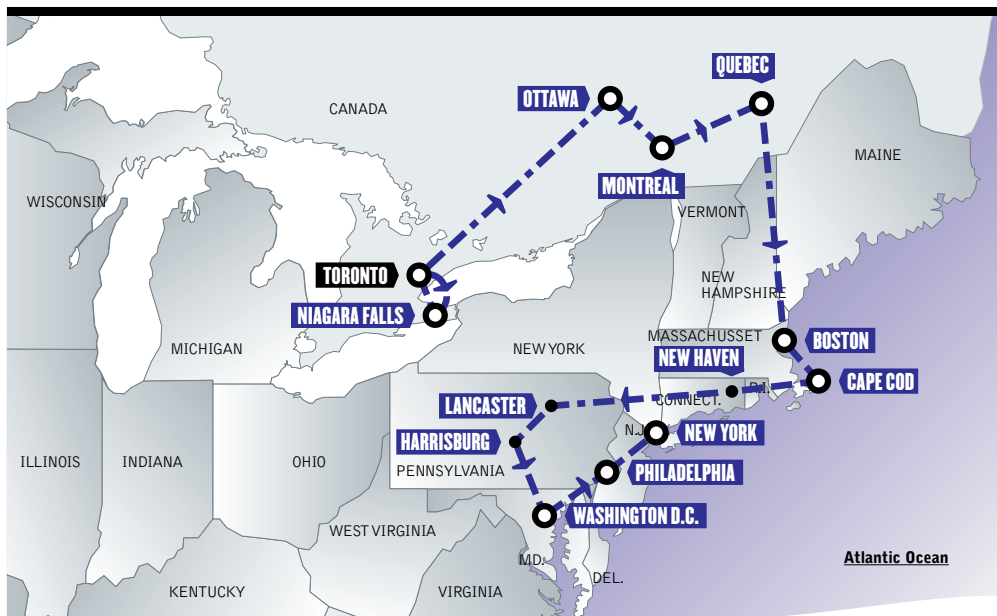 QUEBEC
OTTAWA
CANADA
MAINE
MONTREAL
WISCONSIN
VERMONT
TORONTO
NEW
HAMPSHIRE
NIAGARA FALLS
MASSACHUSSET
BOSTON
MICHIGAN
NEW YORK
NEW HAVEN
CAPE COD
R.I.
CONNECT.
LANCASTER
N.J.
NEW YORK
HARRISBURG
ILLINOIS
INDIANA
OHIO
PENNSYLVANIA
PHILADELPHIA
WASHINGTON D.C.
WEST VIRGINIA
MD.
Atlantic Ocean
DEL.
KENTUCKY
VIRGINIA